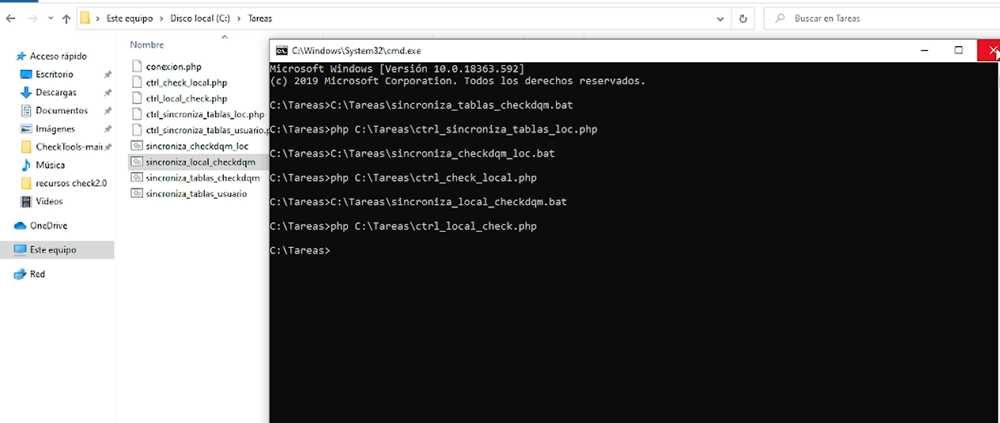 Este equipo > Disco local (C:) > Tareas
Buscar en Tareas
Nombre
Acceso rápido
Escritorio
Descargas
Documentos
Imágenes
CheckTools-mair
Música
recursos check2.0
Vídeos
OneDrive
Este equipo
Red
conexion.php
ctrl_check_local.php
ctrl_local_check.php
ctrl_sincroniza_tablas_loc.php
ctrl_sincroniza_tablas_usuario.p
sincroniza_checkdqm_loc
sincroniza_local_checkdqm
sincroniza_tablas_checkdqm
sincroniza_tablas_usuario
C:\Windows\System32\cmd.exe
Microsoft Windows [Versión 10.0.18363.592]
(c) 2019 Microsoft Corporation. Todos los derechos reservados.
C:\Tareas>C:\Tareas\sincroniza_tablas_checkdqm.bat
C:\Tareas>php C:\Tareas\ctrl_sincroniza_tablas_loc.php
C:\Tareas>C:\Tareas\sincroniza_checkdqm_loc.bat
C:\Tareas>php C:\Tareas\ctrl_check_local.php
C:\Tareas>C:\Tareas\sincroniza_local_checkdqm.bat
C:\Tareas>php C:\Tareas\ctrl_local_check.php
C:\Tareas>